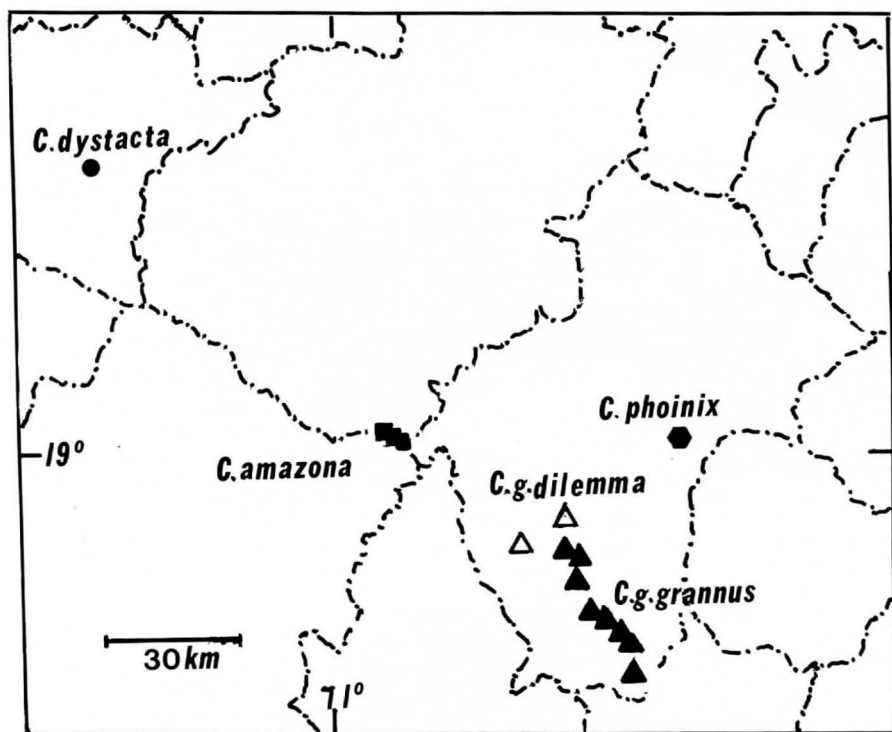 C.dystacta
C. phoinix
19°
C.amazona
C.g.dilemma
C.g.grannus
30km
71°